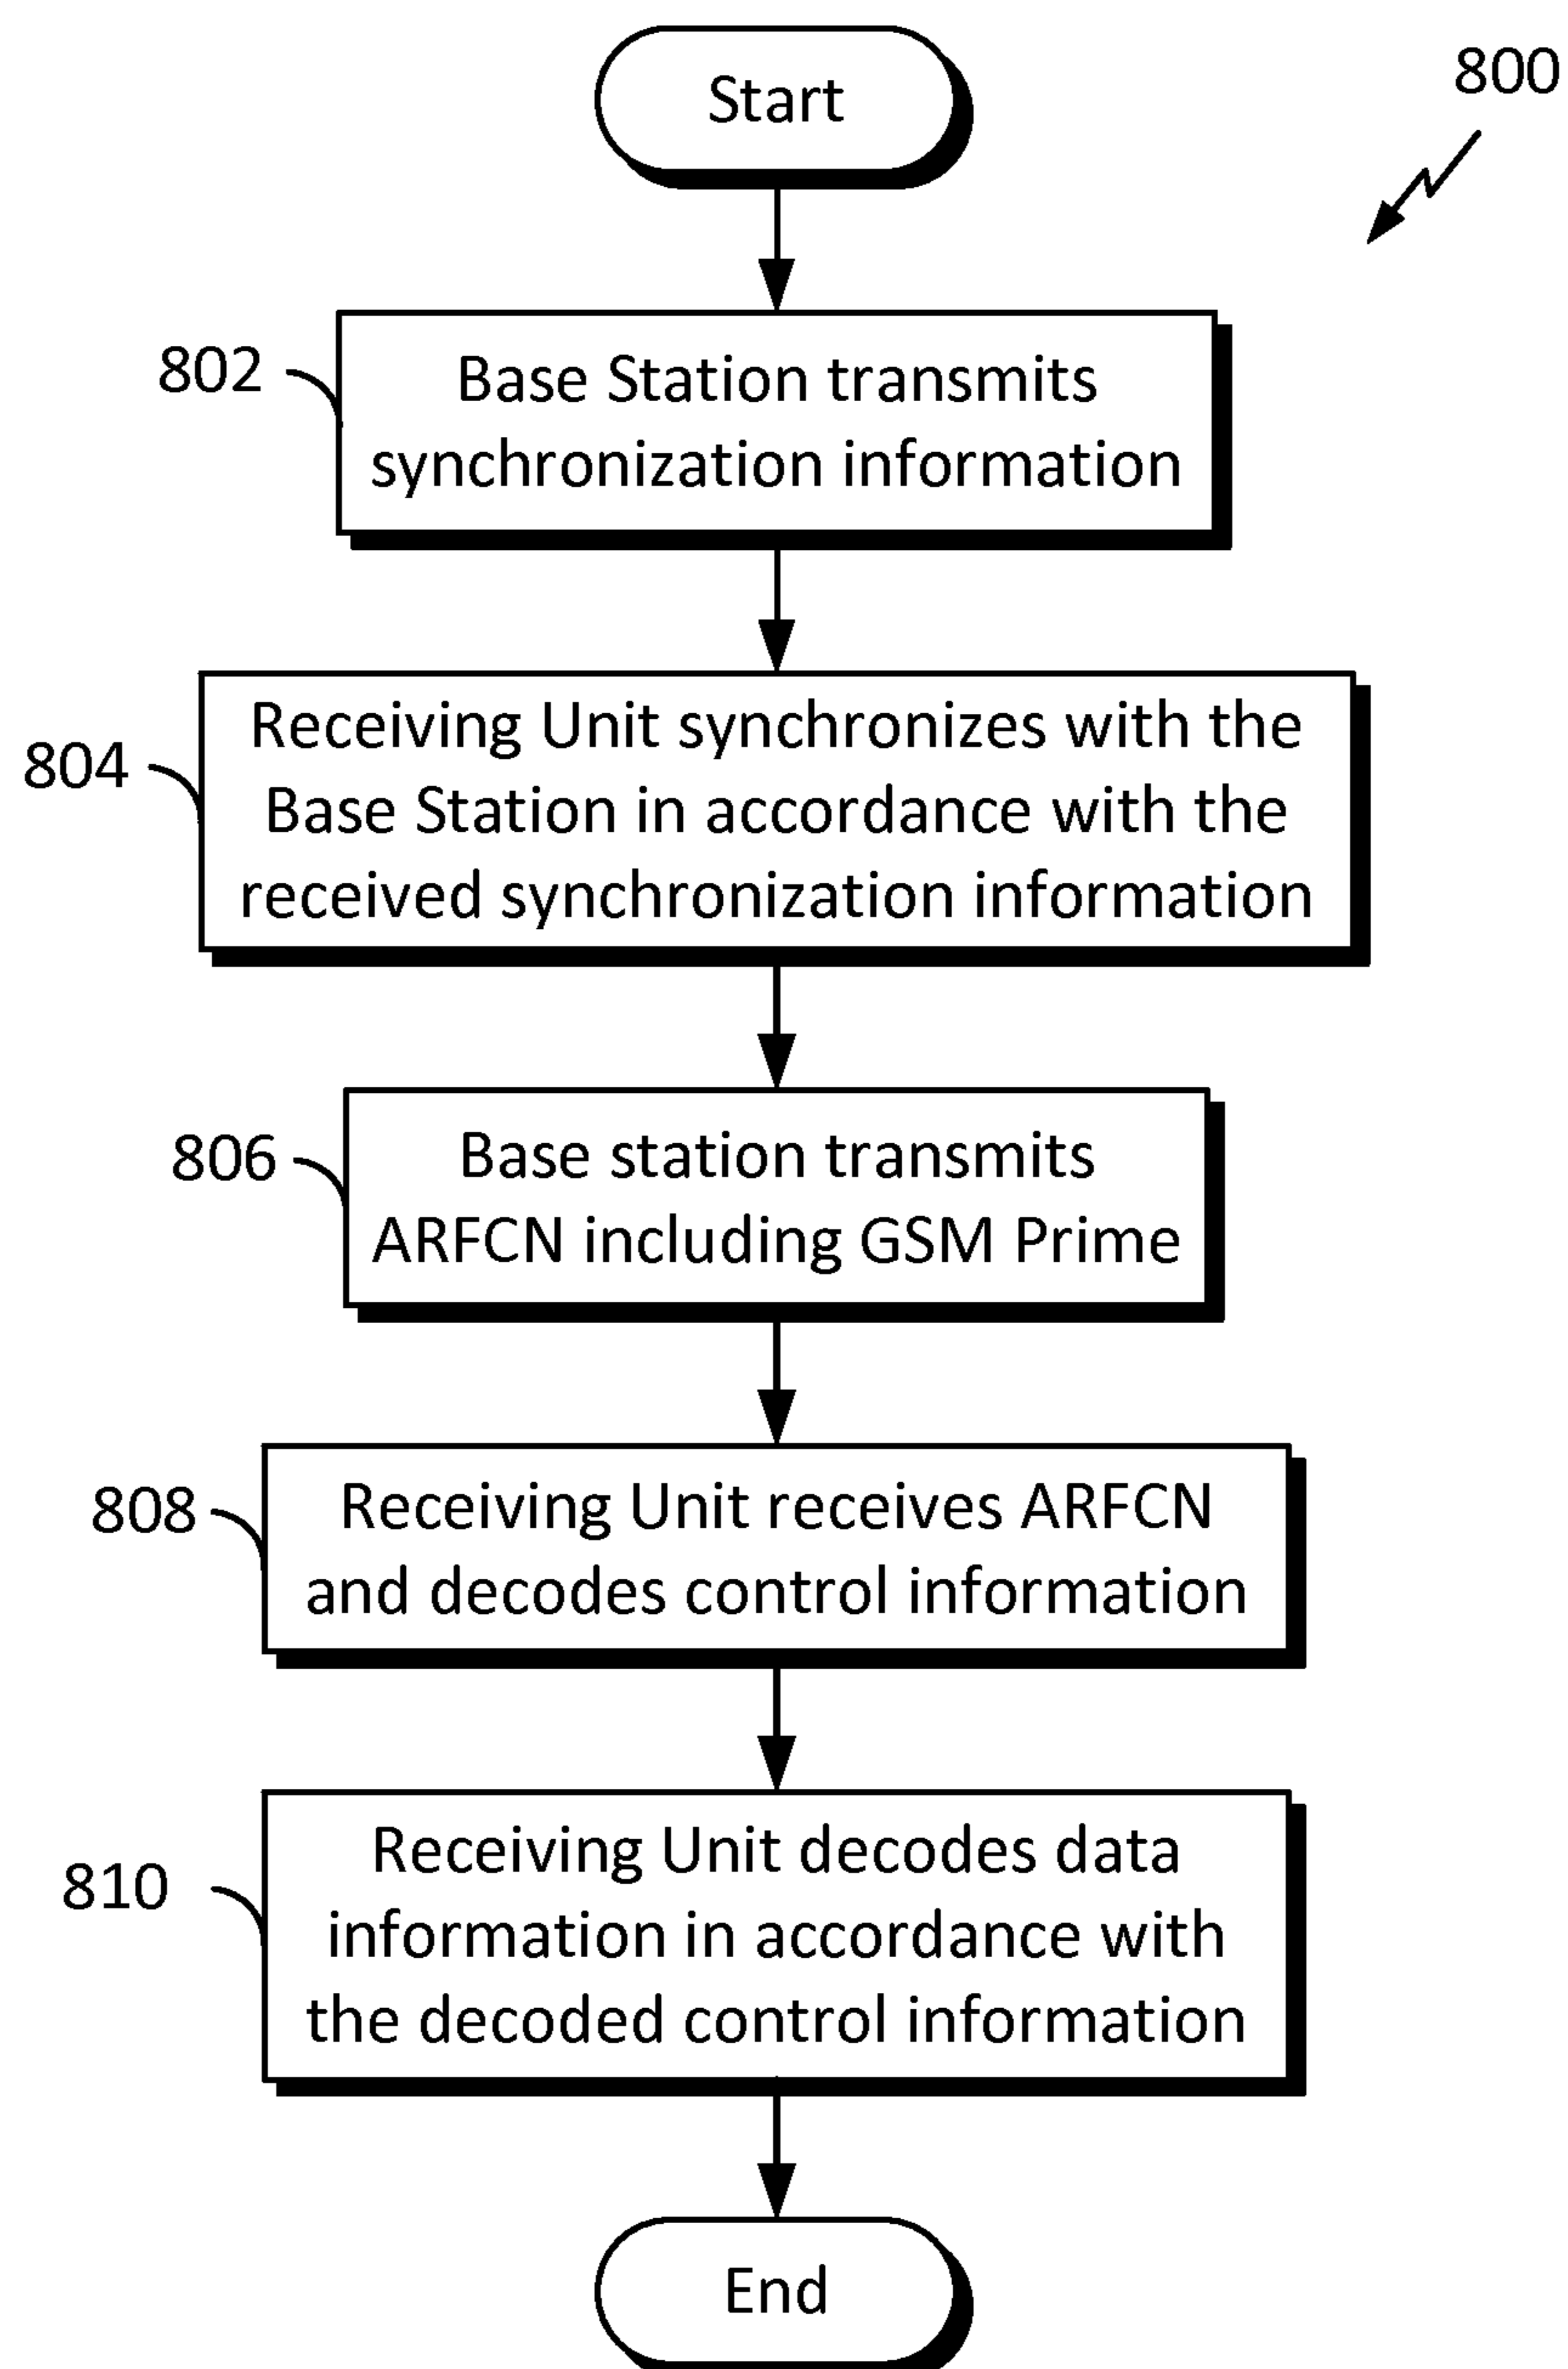 Start
800
802
Base Station transmits
synchronization information
804
Receiving Unit synchronizes with the
Base Station in accordance with the
received synchronization information
806
Base station transmits
ARFCN including GSM Prime
808
Receiving Unit receives ARFCN
and decodes control information
810
Receiving Unit decodes data
information in accordance with
the decoded control information
End